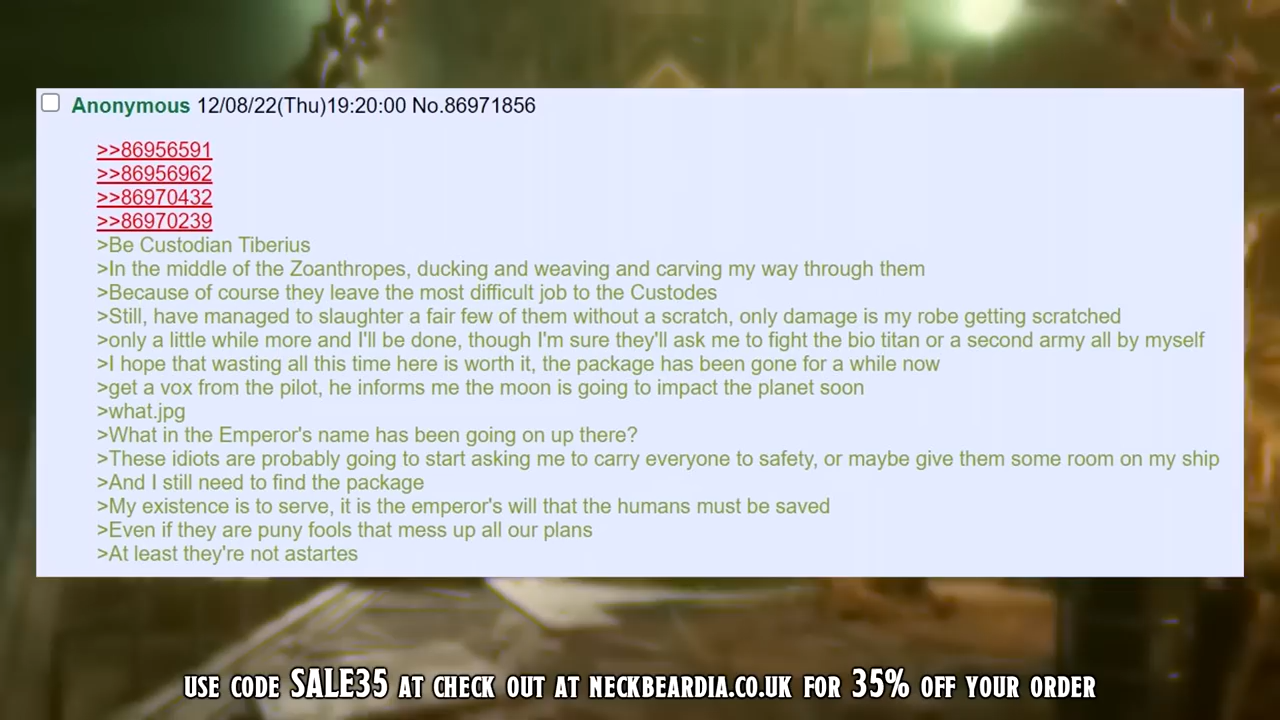 Anonymous 12/08/22(Thu)19:20:00 No.86971856
>>86956591
>>86956962
>>86970432
>>86970239
>Be Custodian Tiberius
>In the middle of the Zoanthropes, ducking and weaving and carving my way through them
>Because of course they leave the most difficult job to the Custodes
>Still, have managed to slaughter a fair few of them without a scratch, only damage is my robe getting scratched
>only a little while more and I'll be done, though I'm sure they'll ask me to fight the bio titan or a second army all by myself
>I hope that wasting all this time here is worth it, the package has been gone for a while now
>get a vox from the pilot, he informs me the moon is going to impact the planet soon
>what.jpg
>What in the Emperor's name has been going on up there?
>These idiots are probably going to start asking me to carry everyone to safety, or maybe give them some room on my ship
>And I still need to find the package
>My existence is to serve, it is the emperor's will that the humans must be saved
>Even if they are puny fools that mess up all our plans
>At least they're not astartes
USE CODE SALE35 AT CHECK OUT AT NECKBEARDIA.CO.UK FOR 35% OFF YOUR ORDER